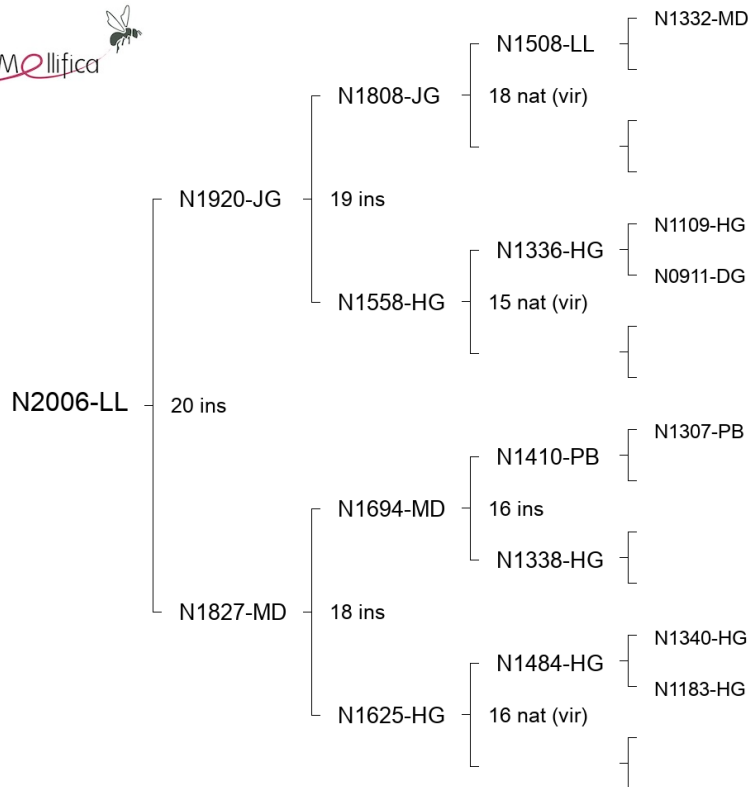 N1332-MD
N1508-LL
Mellifica
N1808-JG
18 nat (vir)
N1920-JG
19 ins
N1109-HG
N1336-HG
N0911-DG
N1558-HG
15 nat (vir)
N2006-LL
20 ins
N1307-PB
N1410-PB
N1694-MD
16 ins
N1338-HG
N1827-MD
18 ins
N1340-HG
N1484-HG
N1183-HG
N1625-HG
16 nat (vir)